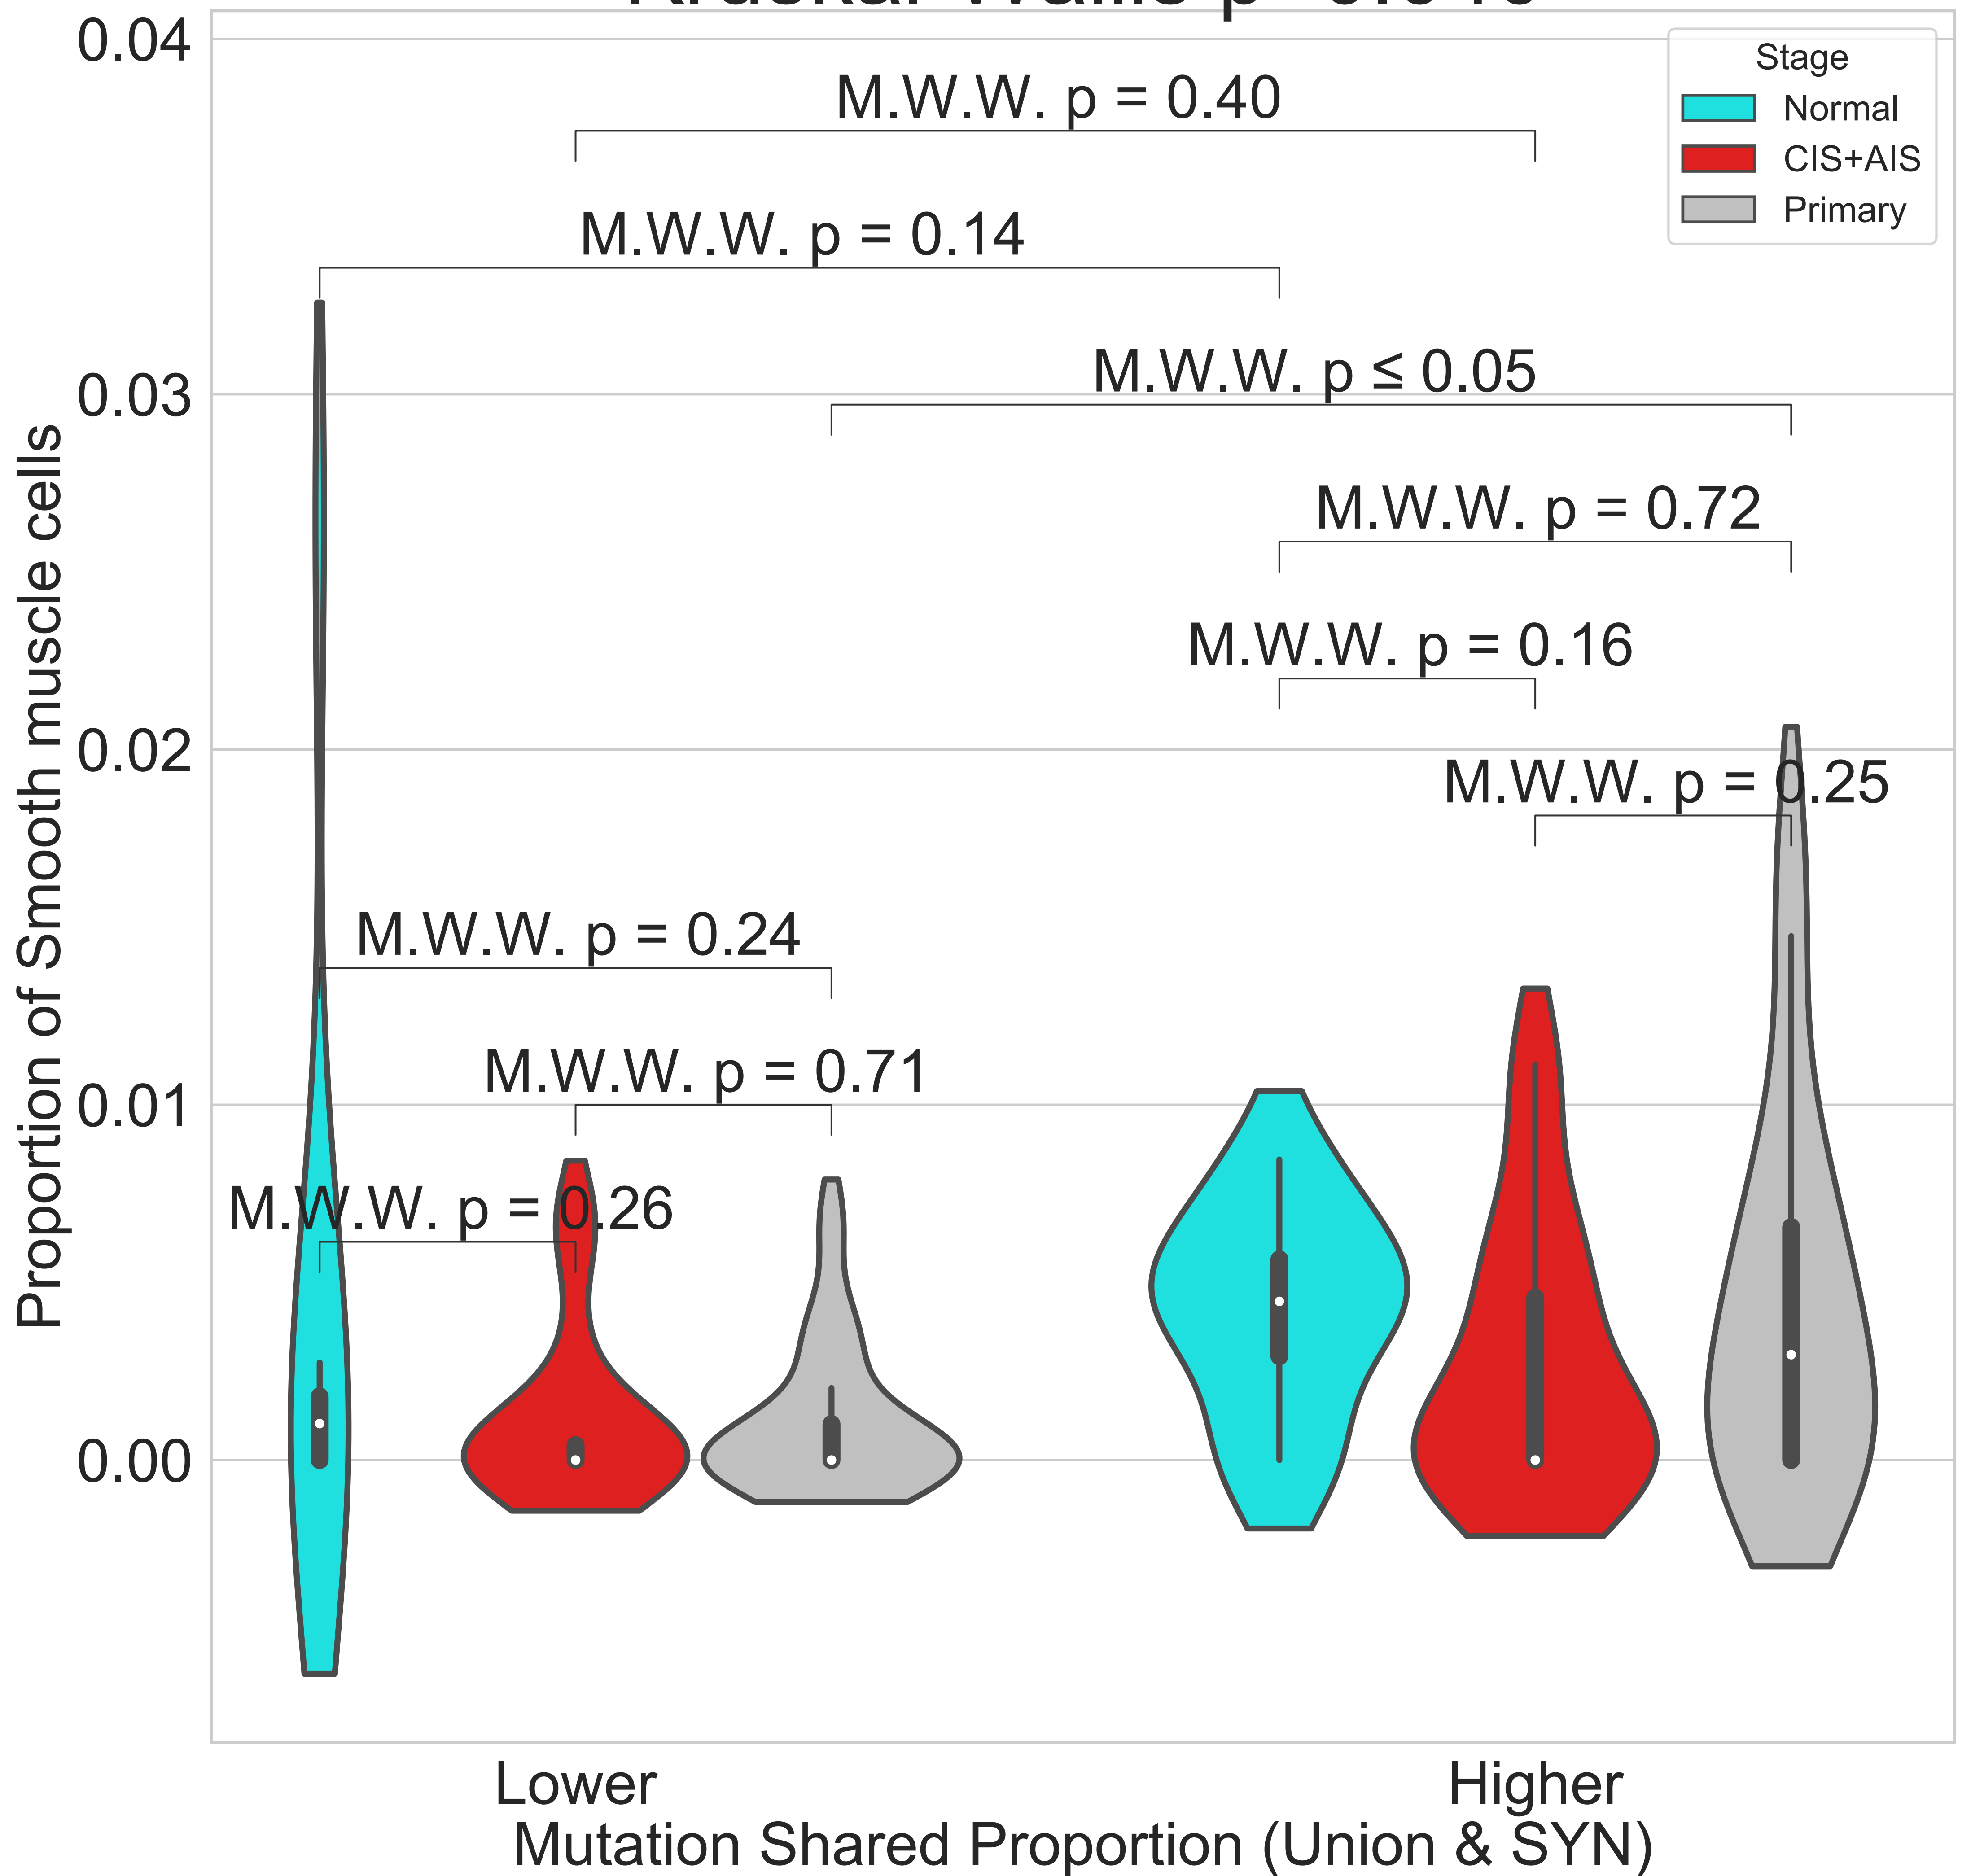 0.04
0.03
0.02
0.01
0.00
Proportion of Smooth muscle cells
Stage
Normal
CIS+AIS
Primary
M.W.W. p = 0.40
M.W.W. p = 0.14
M.W.W. p ≤ 0.05
M.W.W. p = 0.72
M.W.W. p = 0.16
M.W.W. p = 0.25
M.W.W. p = 0.24
M.W.W. p = 0.71
M.W.W. p = 0.26
Lower
Higher
Mutation Shared Proportion (Union & SYN)